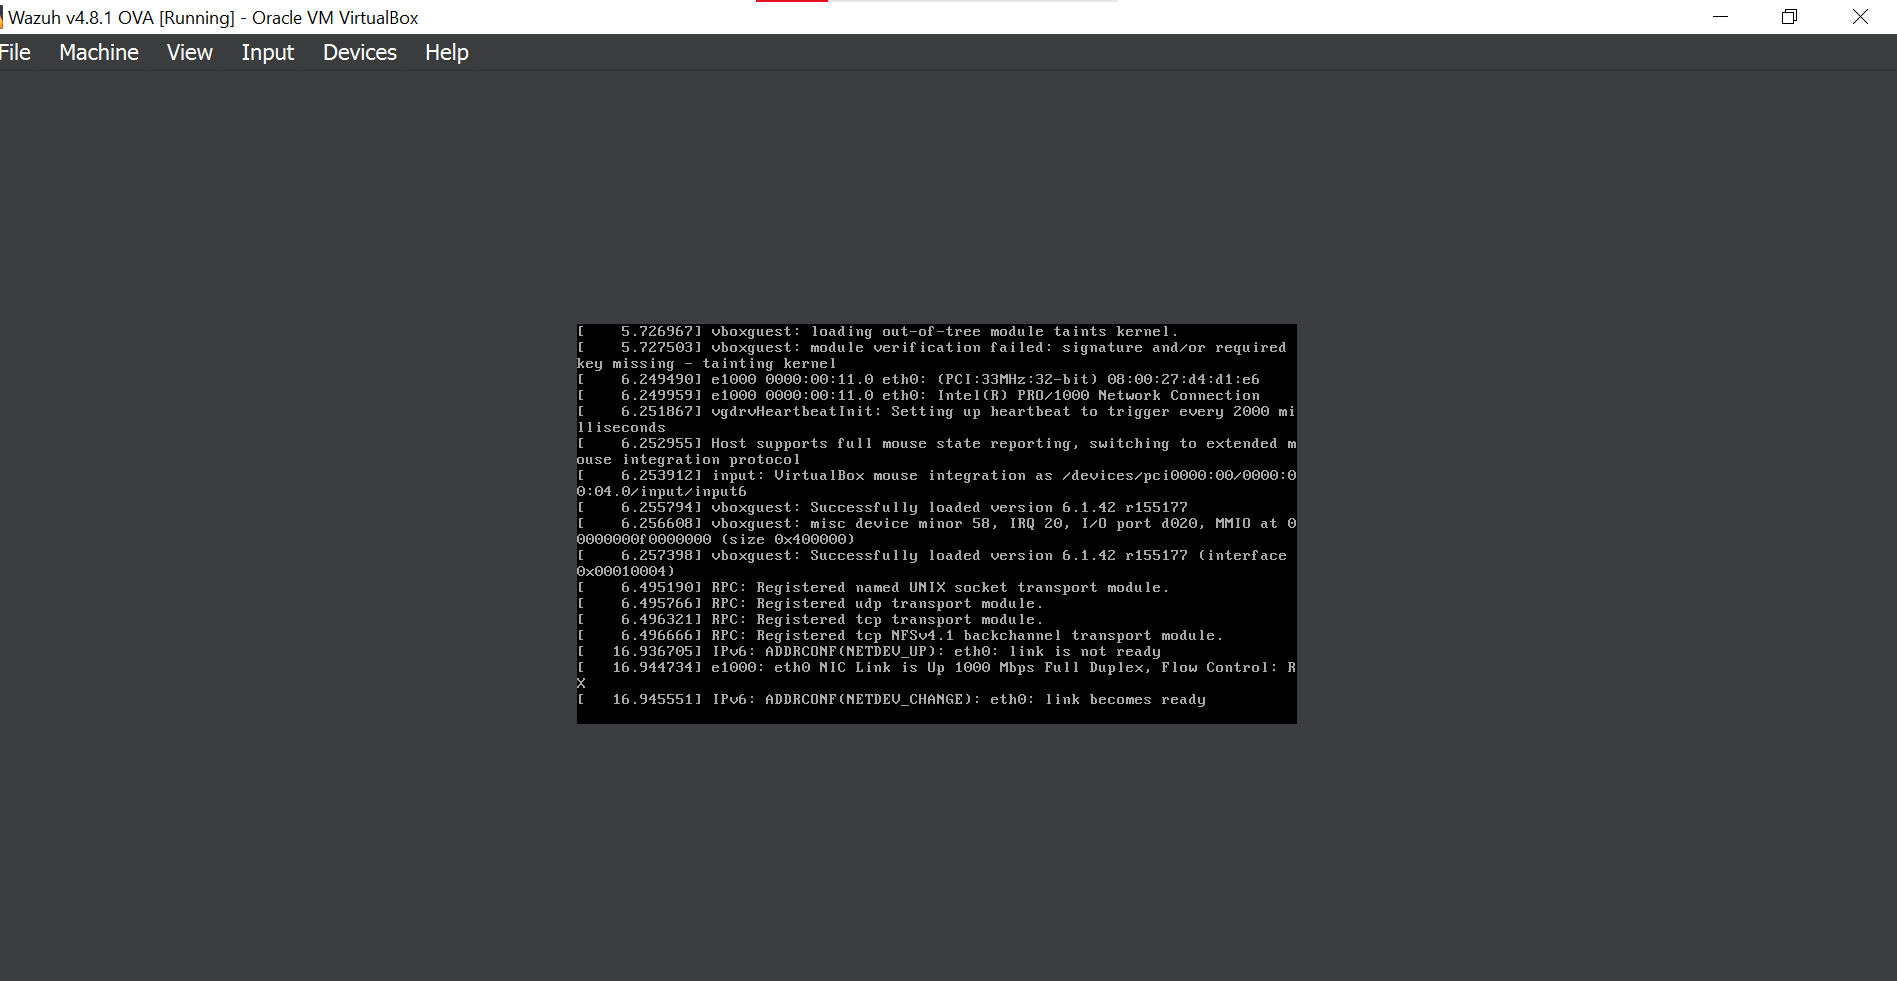 Wazuh v4.8.1 OVA [Running] - Oracle VM VirtualBox
File Machine View Input Devices Help
[    5.726967] vboxguest: loading out-of-tree module taints kernel.
[    5.727503] vboxguest: module verification failed: signature and/or required
key missing - tainting kernel
[    6.249490] e1000 0000:00:11.0 eth0: (PCI:33MHz:32-bit) 08:00:27:d4:d1:e6
[    6.249959] e1000 0000:00:11.0 eth0: Intel(R) PRO/1000 Network Connection
[    6.251867] vgdrvHeartbeatInit: Setting up heartbeat to trigger every 2000 mi
lliseconds
[    6.252955] Host supports full mouse state reporting, switching to extended m
ouse integration protocol
[    6.253912] input: VirtualBox mouse integration as /devices/pci0000:00/0000:0
0:04.0/input/input6
[    6.255794] vboxguest: Successfully loaded version 6.1.42 r155177
[    6.256608] vboxguest: misc device minor 58, IRQ 20, I/O port d020, MMIO at 0
0000000f0000000 (size 0x400000)
[    6.257398] vboxguest: Successfully loaded version 6.1.42 r155177 (interface
0x00010004)
[    6.495190] RPC: Registered named UNIX socket transport module.
[    6.495766] RPC: Registered udp transport module.
[    6.496321] RPC: Registered tcp transport module.
[    6.496666] RPC: Registered tcp NFSv4.1 backchannel transport module.
[   16.936705] IPv6: ADDRCONF(NETDEV_UP): eth0: link is not ready
[   16.944734] e1000: eth0 NIC Link is Up 1000 Mbps Full Duplex, Flow Control: R
X
[   16.945551] IPv6: ADDRCONF(NETDEV_CHANGE): eth0: link becomes ready